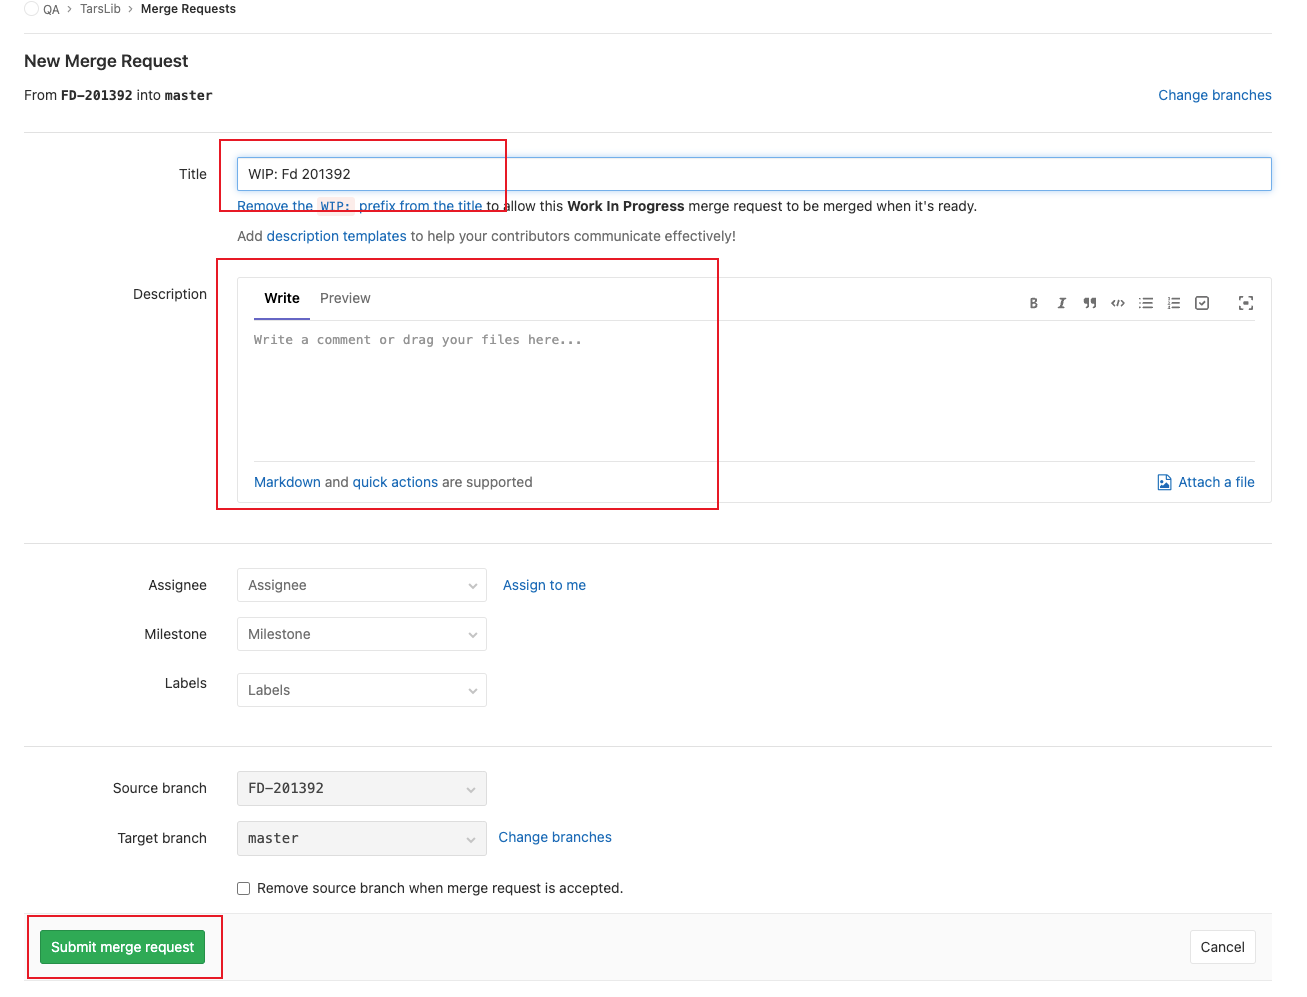 QA > TarsLib > Merge Requests
New Merge Request
From FD-201392 into master
Change branches
Title
WIP: Fd 201392
Remove the WIP: prefix from the title to allow this Work In Progress merge request to be merged when it's ready.
Add description templates to help your contributors communicate effectively!
Description
Write Preview
Write a comment or drag your files here...
Markdown and quick actions are supported
Attach a file
Assignee
Assignee
Assign to me
Milestone
Milestone
Labels
Labels
Source branch
FD-201392
Target branch
master
Change branches
Remove source branch when merge request is accepted.
Submit merge request
Cancel